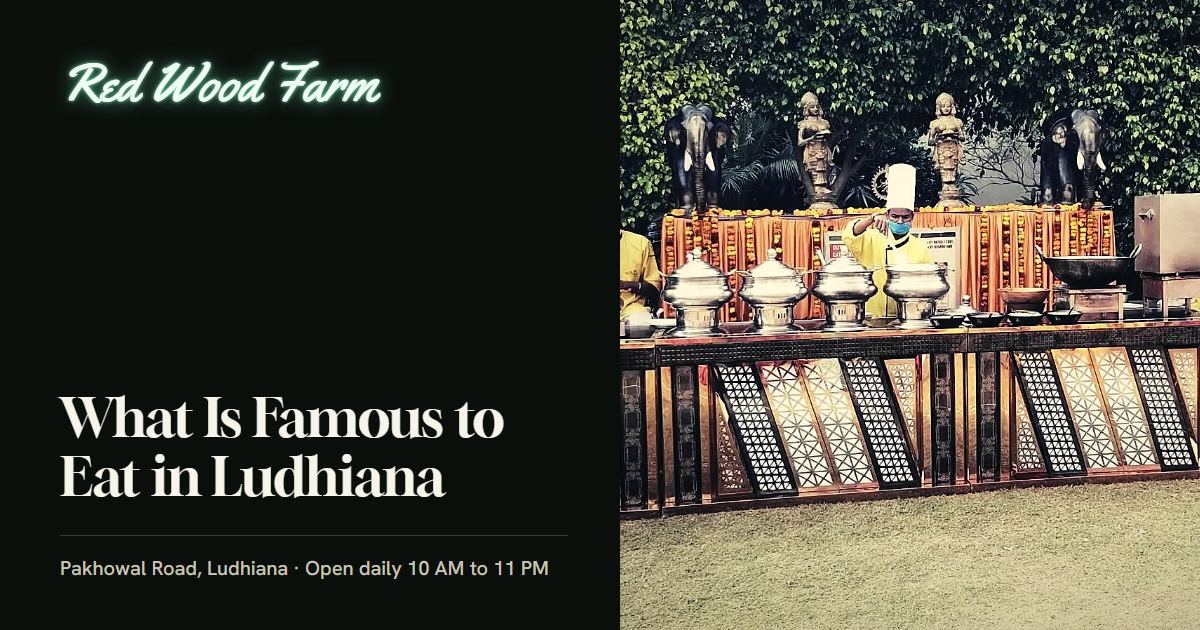 Red Wood Farm
What Is Famous to
Eat in Ludhiana
Pakhowal Road, Ludhiana · Open daily 10 AM to 11 PM